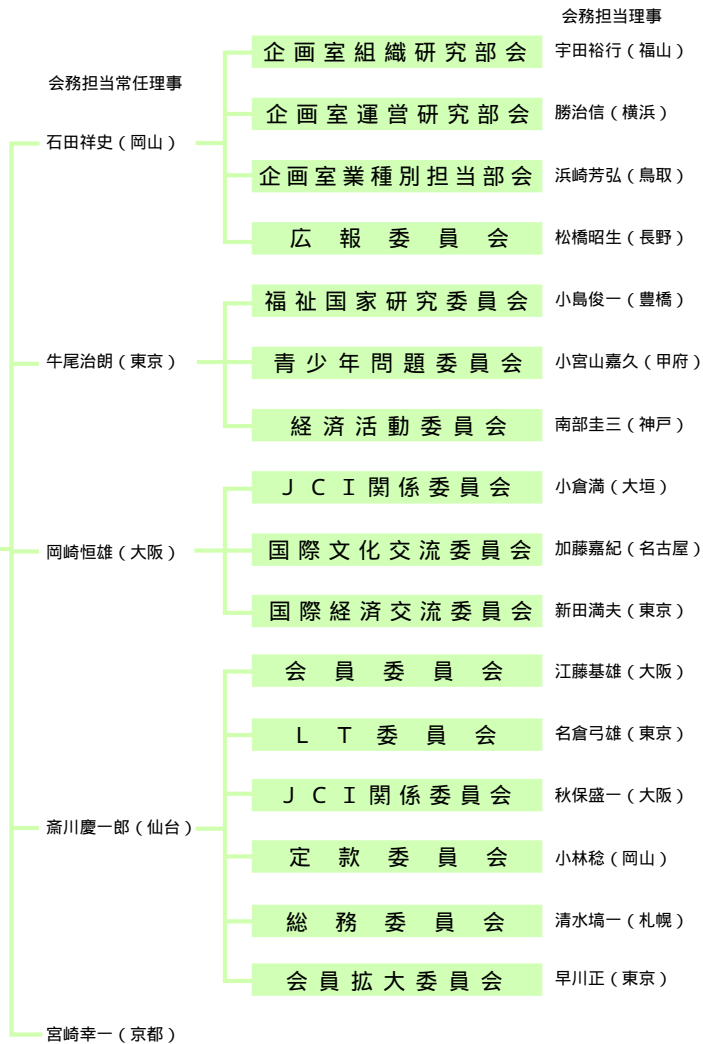 会務担当理事
会務担当常任理事
石田祥史(岡山)
企画室組織研究部会 宇田裕行(福山)
企画室運営研究部会 勝治信(横浜)
企画室業種別担当部会 浜崎芳弘(鳥取)
広報委員会 松橋昭生(長野)
牛尾治朗(東京)
福祉国家研究委員会 小島俊一(豊橋)
青少年問題委員会 小宮山嘉久(甲府)
経済活動委員会 南部圭三(神戸)
岡崎恒雄(大阪)
JCI関係委員会 小倉満(大垣)
国際文化交流委員会 加藤嘉紀(名古屋)
国際経済交流委員会 新田満夫(東京)
斎川慶一郎(仙台)
会員委員会 江藤基雄(大阪)
LT委員会 名倉弓雄(東京)
JCI関係委員会 秋保盛一(大阪)
定款委員会 小林稔(岡山)
総務委員会 清水塙一(札幌)
会員拡大委員会 早川正(東京)
宮崎幸一(京都)